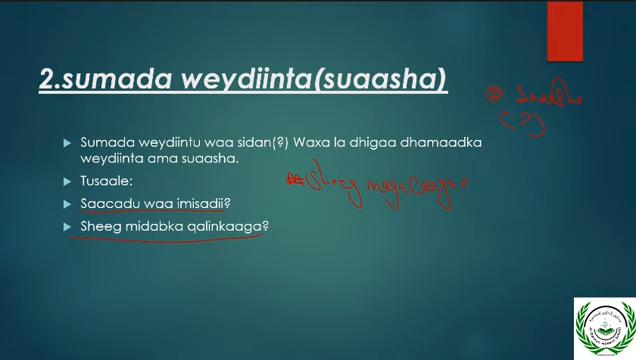 2.sumada weydiinta(suaasha)
Suaasha
(?)
Sumada weydiintu waa sidan(?) Waxa la dhigaa dhamaadka
weydiinta ama suaasha.
Tusaale:
Sheeg magacaaga?
Saacadu waa imisadii?
Sheeg midabka qalinkaaga?